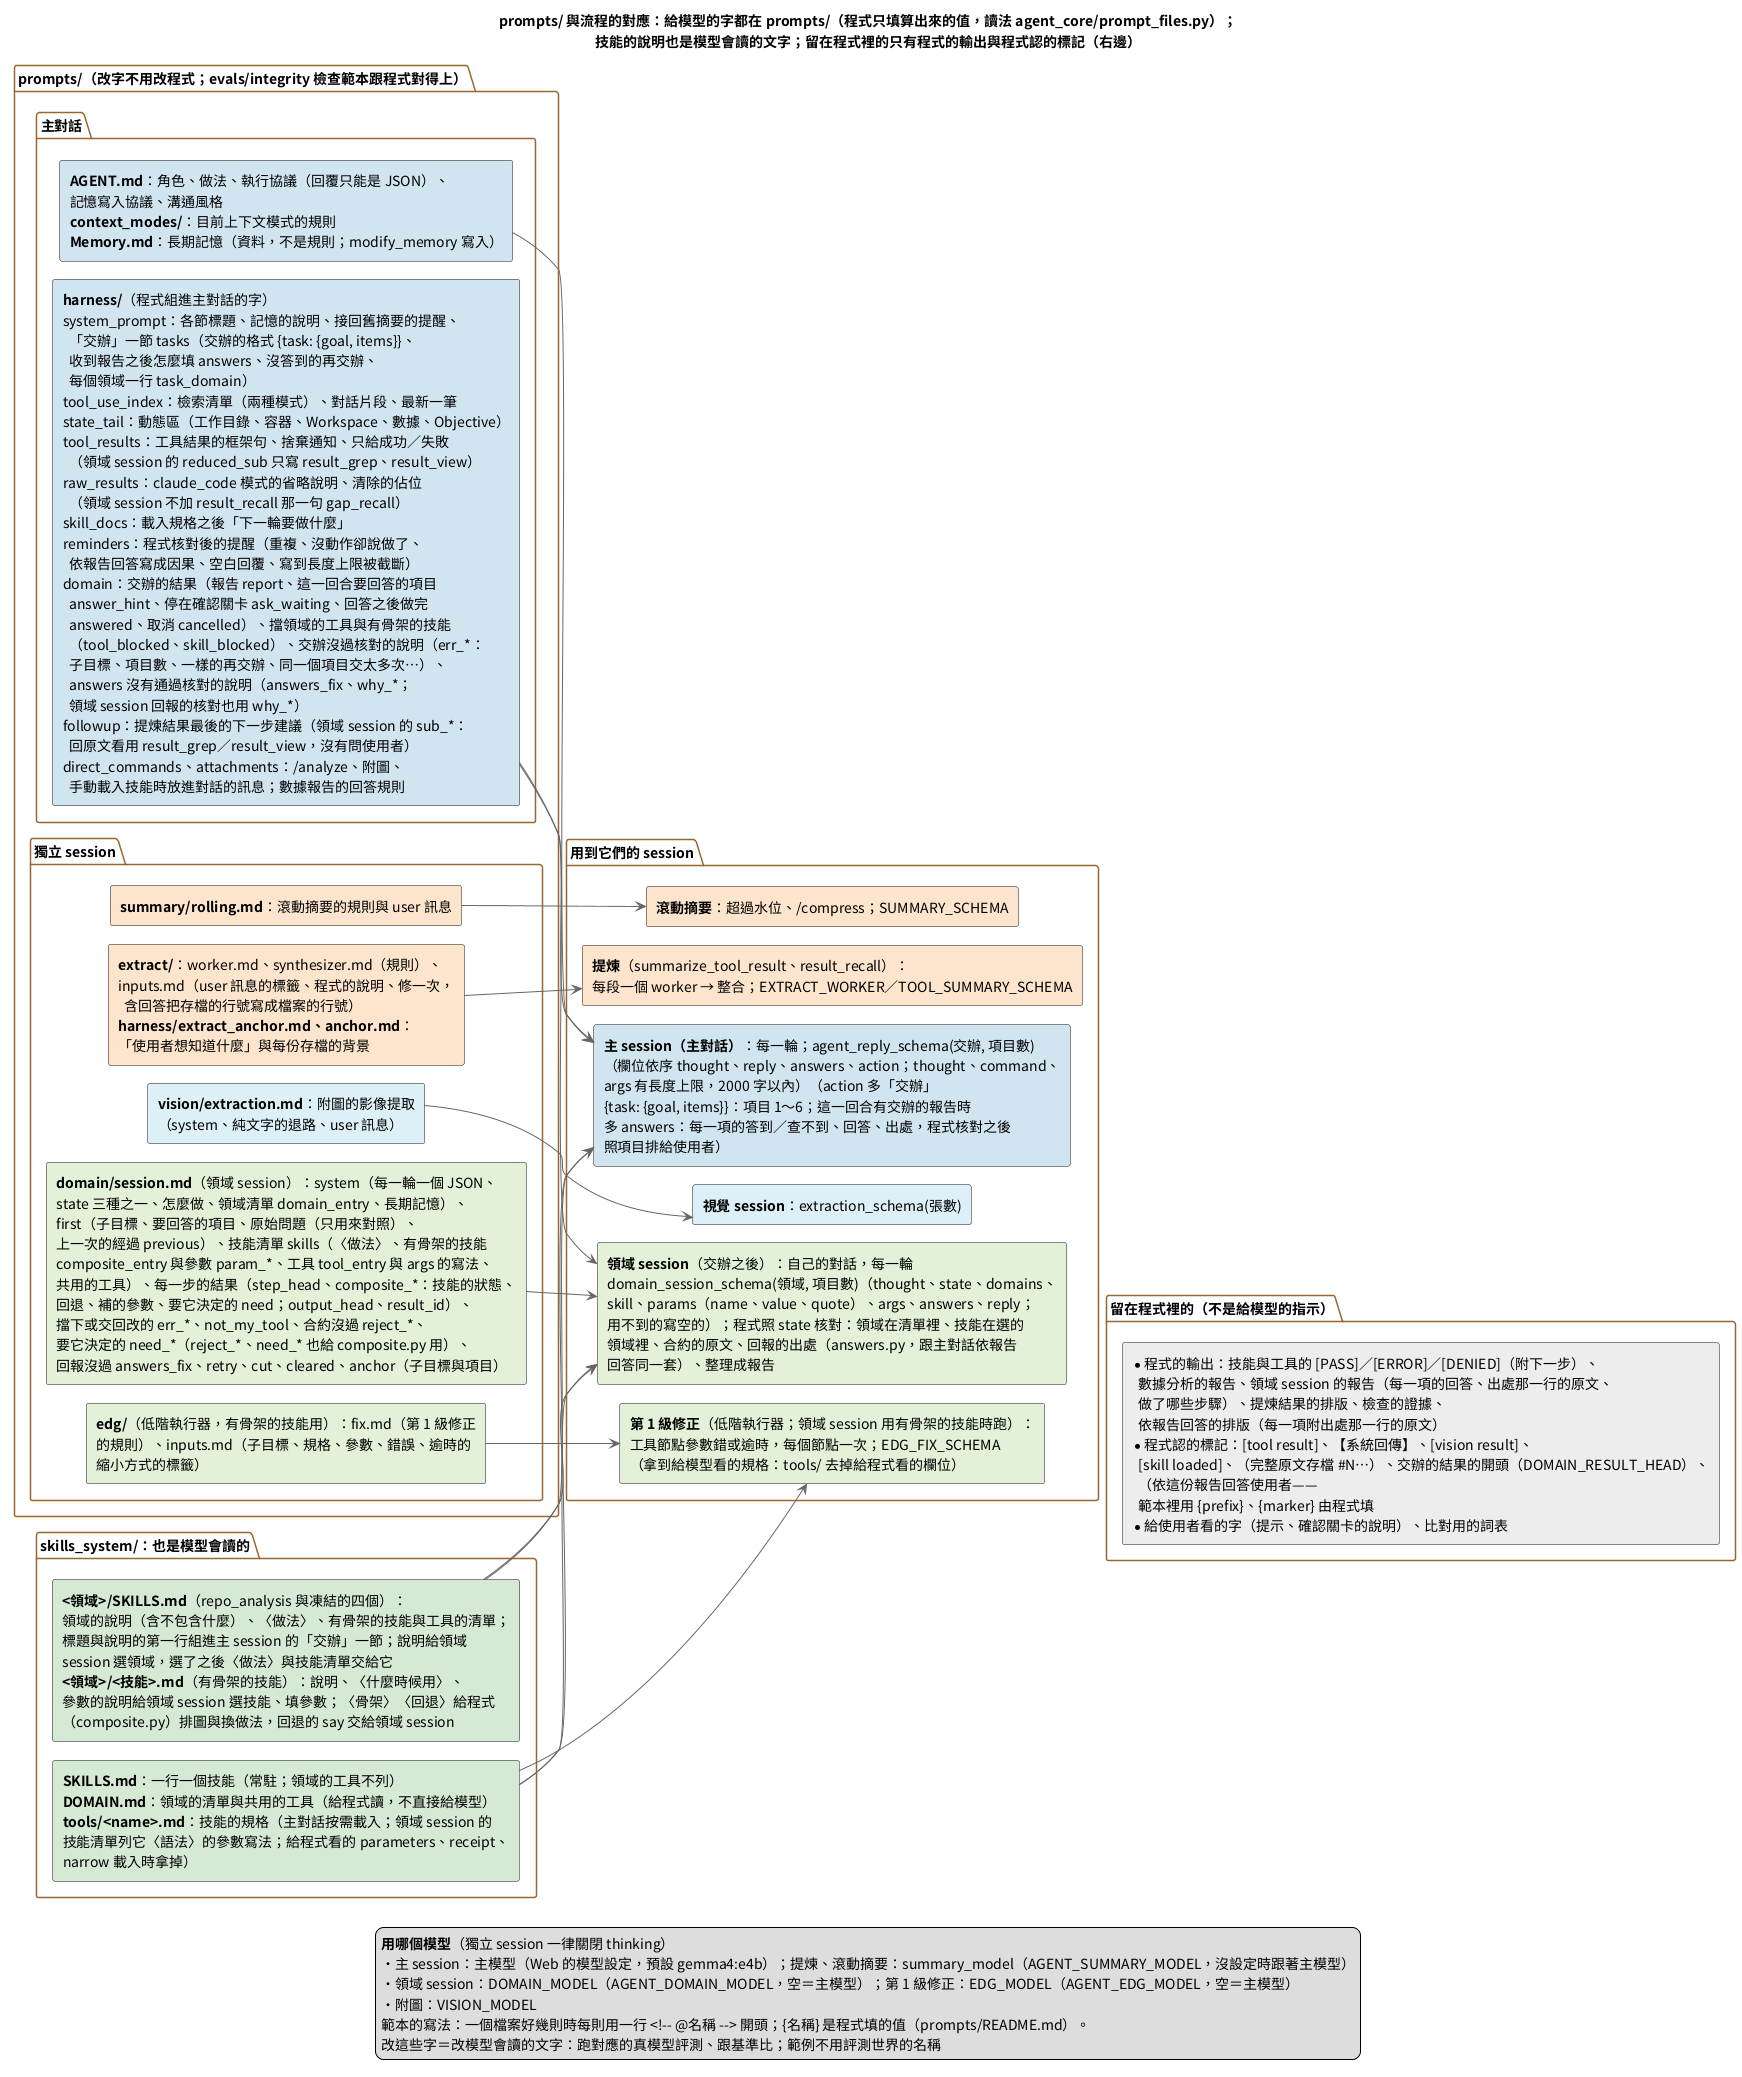 prompts/ 與流程的對應：給模型的字都在 prompts/（程式只填算出來的值，讀法 agent_core/prompt_files.py）；
技能的說明也是模型會讀的文字；留在程式裡的只有程式的輸出與程式認的標記（右邊）
prompts/（改字不用改程式；evals/integrity 檢查範本跟程式對得上）
主對話
AGENT.md：角色、做法、執行協議（回覆只能是 JSON）、
記憶寫入協議、溝通風格
context_modes/：目前上下文模式的規則
Memory.md：長期記憶（資料，不是規則；modify_memory 寫入）
harness/（程式組進主對話的字）
system_prompt：各節標題、記憶的說明、接回舊摘要的提醒、
「交辦」一節 tasks（交辦的格式 {task: {goal, items}}、
收到報告之後怎麼填 answers、沒答到的再交辦、
每個領域一行 task_domain）
tool_use_index：檢索清單（兩種模式）、對話片段、最新一筆
state_tail：動態區（工作目錄、容器、Workspace、數據、Objective）
tool_results：工具結果的框架句、捨棄通知、只給成功／失敗
（領域 session 的 reduced_sub 只寫 result_grep、result_view）
raw_results：claude_code 模式的省略說明、清除的佔位
（領域 session 不加 result_recall 那一句 gap_recall）
skill_docs：載入規格之後「下一輪要做什麼」
reminders：程式核對後的提醒（重複、沒動作卻說做了、
依報告回答寫成因果、空白回覆、寫到長度上限被截斷）
domain：交辦的結果（報告 report、這一回合要回答的項目
answer_hint、停在確認關卡 ask_waiting、回答之後做完
answered、取消 cancelled）、擋領域的工具與有骨架的技能
（tool_blocked、skill_blocked）、交辦沒過核對的說明（err_*：
子目標、項目數、一樣的再交辦、同一個項目交太多次…）、
answers 沒有通過核對的說明（answers_fix、why_*；
領域 session 回報的核對也用 why_*）
followup：提煉結果最後的下一步建議（領域 session 的 sub_*：
回原文看用 result_grep／result_view，沒有問使用者）
direct_commands、attachments：/analyze、附圖、
手動載入技能時放進對話的訊息；數據報告的回答規則
獨立 session
summary/rolling.md：滾動摘要的規則與 user 訊息
extract/：worker.md、synthesizer.md（規則）、
inputs.md（user 訊息的標籤、程式的說明、修一次，
含回答把存檔的行號寫成檔案的行號）
harness/extract_anchor.md、anchor.md：
「使用者想知道什麼」與每份存檔的背景
vision/extraction.md：附圖的影像提取
（system、純文字的退路、user 訊息）
domain/session.md（領域 session）：system（每一輪一個 JSON、
state 三種之一、怎麼做、領域清單 domain_entry、長期記憶）、
first（子目標、要回答的項目、原始問題（只用來對照）、
上一次的經過 previous）、技能清單 skills（〈做法〉、有骨架的技能
composite_entry 與參數 param_*、工具 tool_entry 與 args 的寫法、
共用的工具）、每一步的結果（step_head、composite_*：技能的狀態、
回退、補的參數、要它決定的 need；output_head、result_id）、
擋下或交回改的 err_*、not_my_tool、合約沒過 reject_*、
要它決定的 need_*（reject_*、need_* 也給 composite.py 用）、
回報沒過 answers_fix、retry、cut、cleared、anchor（子目標與項目）
edg/（低階執行器，有骨架的技能用）：fix.md（第 1 級修正
的規則）、inputs.md（子目標、規格、參數、錯誤、逾時的
縮小方式的標籤）
用到它們的 session
滾動摘要：超過水位、/compress；SUMMARY_SCHEMA
提煉（summarize_tool_result、result_recall）：
每段一個 worker → 整合；EXTRACT_WORKER／TOOL_SUMMARY_SCHEMA
主 session（主對話）：每一輪；agent_reply_schema(交辦, 項目數)
（欄位依序 thought、reply、answers、action；thought、command、
args 有長度上限，2000 字以內）（action 多「交辦」
{task: {goal, items}}：項目 1～6；這一回合有交辦的報告時
多 answers：每一項的答到／查不到、回答、出處，程式核對之後
照項目排給使用者）
視覺 session：extraction_schema(張數)
領域 session（交辦之後）：自己的對話，每一輪
domain_session_schema(領域, 項目數)（thought、state、domains、
skill、params（name、value、quote）、args、answers、reply；
用不到的寫空的）；程式照 state 核對：領域在清單裡、技能在選的
領域裡、合約的原文、回報的出處（answers.py，跟主對話依報告
回答同一套）、整理成報告
第 1 級修正（低階執行器；領域 session 用有骨架的技能時跑）：
工具節點參數錯或逾時，每個節點一次；EDG_FIX_SCHEMA
（拿到給模型看的規格：tools/ 去掉給程式看的欄位）
留在程式裡的（不是給模型的指示）
• 程式的輸出：技能與工具的 [PASS]／[ERROR]／[DENIED]（附下一步）、
數據分析的報告、領域 session 的報告（每一項的回答、出處那一行的原文、
做了哪些步驟）、提煉結果的排版、檢查的證據、
依報告回答的排版（每一項附出處那一行的原文）
• 程式認的標記：[tool result]、【系統回傳】、[vision result]、
[skill loaded]、（完整原文存檔 #N…）、交辦的結果的開頭（DOMAIN_RESULT_HEAD）、
（依這份報告回答使用者——
範本裡用 {prefix}、{marker} 由程式填
• 給使用者看的字（提示、確認關卡的說明）、比對用的詞表
skills_system/：也是模型會讀的
<領域>/SKILLS.md（repo_analysis 與凍結的四個）：
領域的說明（含不包含什麼）、〈做法〉、有骨架的技能與工具的清單；
標題與說明的第一行組進主 session 的「交辦」一節；說明給領域
session 選領域，選了之後〈做法〉與技能清單交給它
<領域>/<技能>.md（有骨架的技能）：說明、〈什麼時候用〉、
參數的說明給領域 session 選技能、填參數；〈骨架〉〈回退〉給程式
（composite.py）排圖與換做法，回退的 say 交給領域 session
SKILLS.md：一行一個技能（常駐；領域的工具不列）
DOMAIN.md：領域的清單與共用的工具（給程式讀，不直接給模型）
tools/<name>.md：技能的規格（主對話按需載入；領域 session 的
技能清單列它〈語法〉的參數寫法；給程式看的 parameters、receipt、
narrow 載入時拿掉）
用哪個模型（獨立 session 一律關閉 thinking）
・主 session：主模型（Web 的模型設定，預設 gemma4:e4b）；提煉、滾動摘要：summary_model（AGENT_SUMMARY_MODEL，沒設定時跟著主模型）
・領域 session：DOMAIN_MODEL（AGENT_DOMAIN_MODEL，空＝主模型）；第 1 級修正：EDG_MODEL（AGENT_EDG_MODEL，空＝主模型）
・附圖：VISION_MODEL
範本的寫法：一個檔案好幾則時每則用一行 <!-- @名稱 --> 開頭；{名稱} 是程式填的值（prompts/README.md）。
改這些字＝改模型會讀的文字：跑對應的真模型評測、跟基準比；範例不用評測世界的名稱